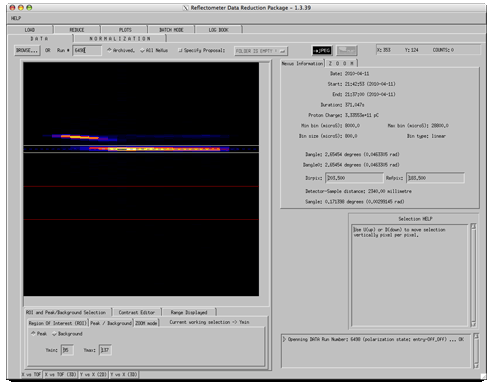 Reflectometer Data Reduction Package - 1.3.39
HELP
LOAD REDUCE PLOTS BATCH MODE LOG BOOK
DATA NORMALIZATION
BROWSE... OR Run # 6490 Archived. All NeXus Specify Proposal: FOLDER IS EMPTY
X: 353 Y: 124 COUNTS: 0
Nexus Information Z O O M
Date: 2010-04-11
Start: 21:42:53 (2010-04-11)
End: 21:37:00 (2010-04-11)
Duration: 371.047s
Proton Charge: 3.33553e+11 pC
Min bin (microS): 8000.0 Max bin (microS): 25800.0
Bin size (microS): 800.0 Bin type: linear
Dangle: 2.65454 degrees (0.0463305 rad)
Dangle0: 2.65454 degrees (0.0463305 rad)
Dirpix: 203.500 Refpix: 183.500
Detector-Sample distance: 2340.00 millimetre
Sangle: 0.171398 degrees (0.00299145 rad)
Selection HELP
Use U(up) or D(down) to move selection
vertically pixel per pixel.
ROI and Peak/Background Selection Contrast Editor Range Displayed
Region Of Interest (ROI) Peak / Background ZOOM mode Current working selection -> Ymin
Peak Background
Ymin: Ymax: 137
> Openning DATA Run Number: 6490 (polarization state: entry-Off_Off) ... OK
X vs TOF X vs TOF (3D) Y vs X (2D) Y vs X (3D)